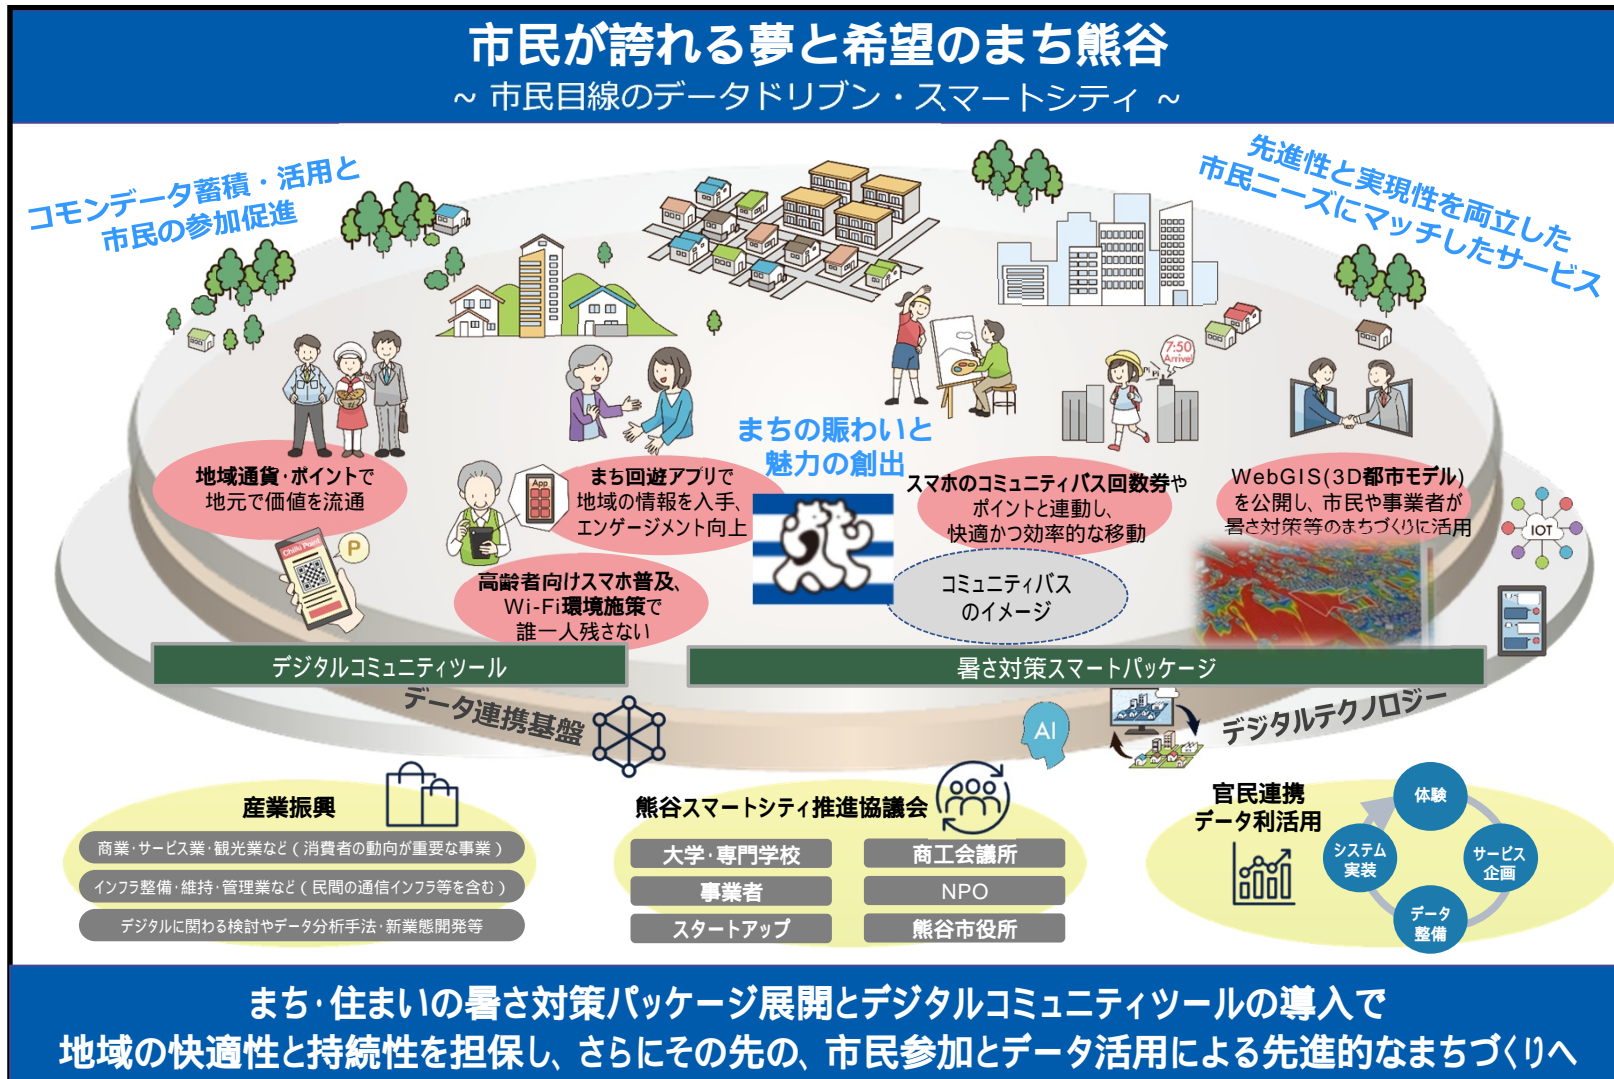 市民が誇れる夢と希望のまち熊谷
～ 市民目線のデータドリブン・スマートシティ ～
コモンデータ蓄積・活用と
市民の参加促進
先進性と実現性を両立した
市民ニーズにマッチしたサービス
7:50
Arrive!
Pi Pi
まちの賑わいと
魅力の創出
地域通貨･ポイントで
地元で価値を流通
App
まち回遊アプリで
地域の情報を入手、
エンゲージメント向上
スマホのコミュニティバス回数券や
ポイントと連動し、
快適かつ効率的な移動
WebGIS(3D都市モデル)
を公開し、市民や事業者が
暑さ対策等のまちづくりに活用
IOT
Chiiki Point
P
高齢者向けスマホ普及、
Wi-Fi環境施策で
誰一人残さない
コミュニティバス
のイメージ
デジタルコミュニティツール
暑さ対策スマートパッケージ
データ連携基盤
AI
デジタルテクノロジー
産業振興
商業･サービス業･観光業など（消費者の動向が重要な事業）
インフラ整備･維持･管理業など（民間の通信インフラ等を含む）
デジタルに関わる検討やデータ分析手法･新業態開発等
熊谷スマートシティ推進協議会
大学･専門学校
商工会議所
事業者
NPO
スタートアップ
熊谷市役所
官民連携
データ利活用
体験
システム
実装
サービス
企画
データ
整備
まち･住まいの暑さ対策パッケージ展開とデジタルコミュニティツールの導入で
地域の快適性と持続性を担保し、さらにその先の、市民参加とデータ活用による先進的なまちづくりへ